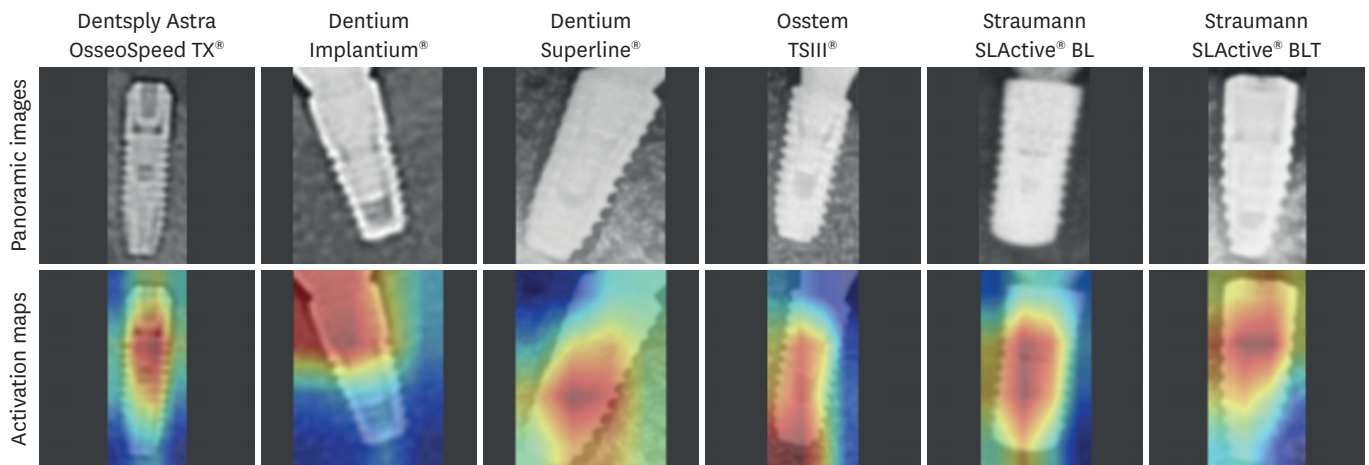 Dentsply Astra
OsseoSpeed TX®
Dentium
Implantium®
Dentium
Superline®
Osstem
TSIII®
Straumann
SLActive® BL
Straumann
SLActive® BLT
Panoramic images
Activation maps